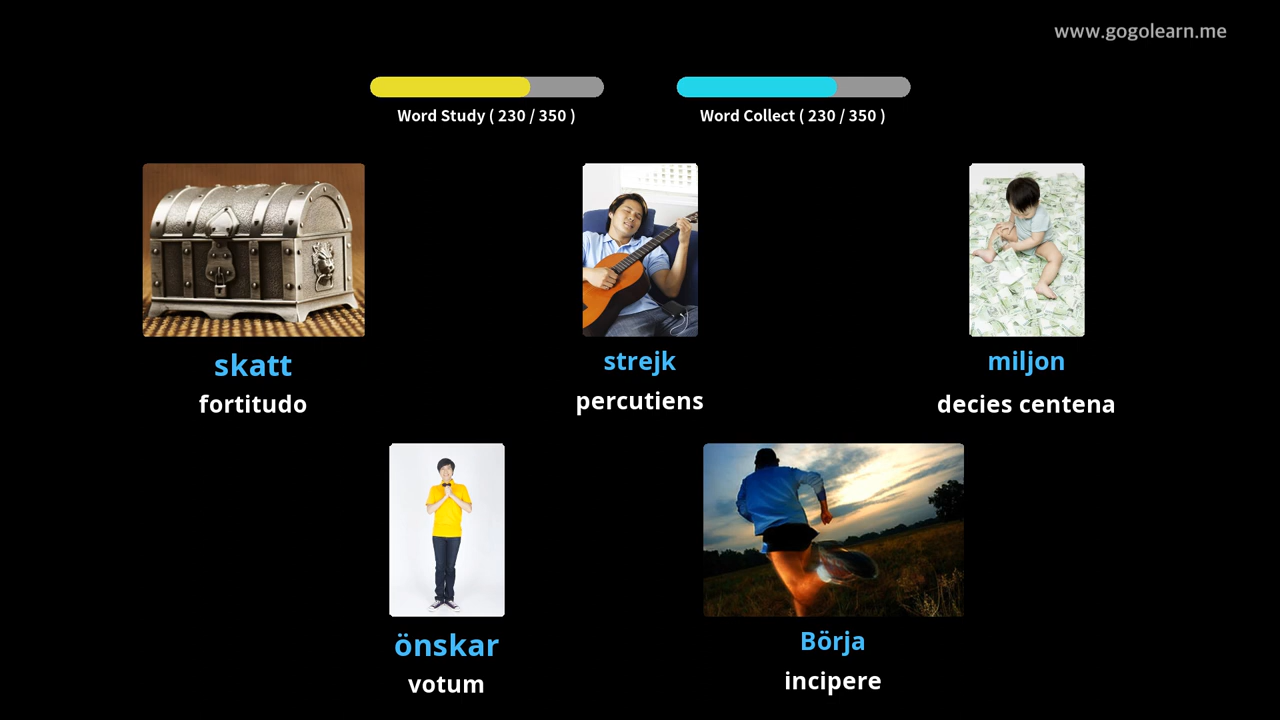 www.gogolearn.me
Word Study ( 230 / 350 )
Word Collect ( 230 / 350 )
skatt
strejk
miljon
fortitudo
percutiens
decies centena
önskar
Börja
votum
incipere